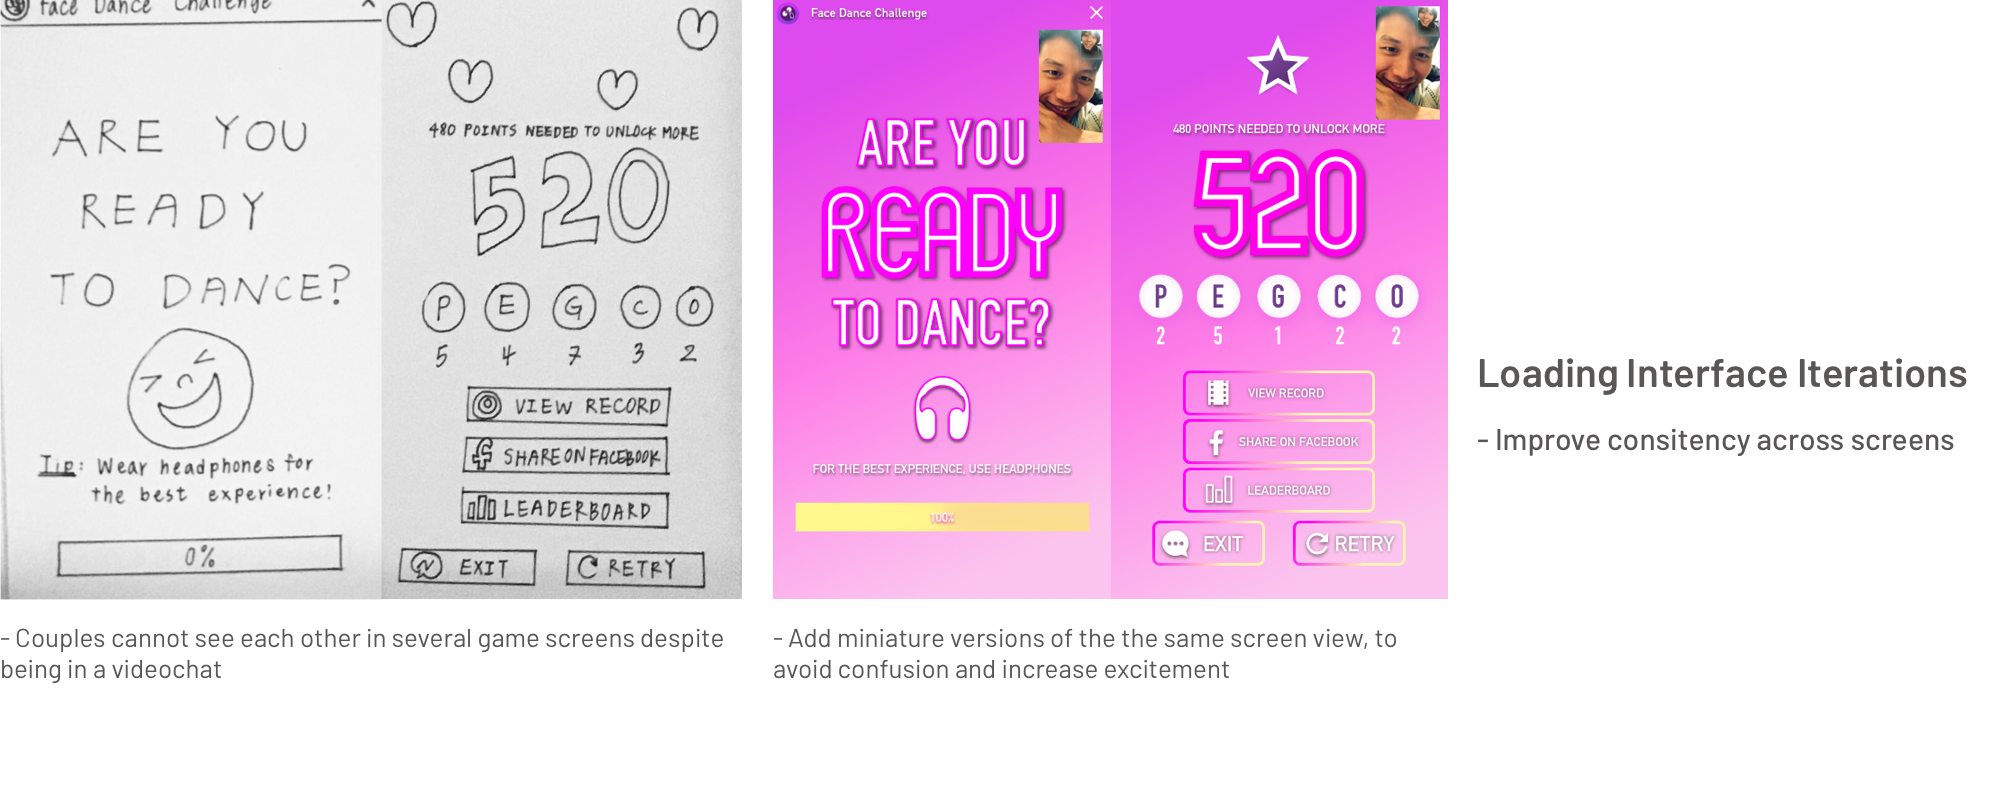 Face Dance Challenge
ARE YOU
READY
TO DANCE?
Tip: Wear headphones for
the best experience!
0%
480 POINTS NEEDED TO UNLOCK MORE
520
P E G C O
5 4 7 3 2
VIEW RECORD
SHARE ON FACEBOOK
LEADERBOARD
EXIT RETRY
- Couples cannot see each other in several game screens despite
being in a videochat
Face Dance Challenge
ARE YOU
READY
TO DANCE?
FOR THE BEST EXPERIENCE, USE HEADPHONES
100%
480 POINTS NEEDED TO UNLOCK MORE
520
P E G C O
2 5 1 2 2
VIEW RECORD
SHARE ON FACEBOOK
LEADERBOARD
EXIT RETRY
- Add miniature versions of the the same screen view, to
avoid confusion and increase excitement
Loading Interface Iterations
- Improve consitency across screens